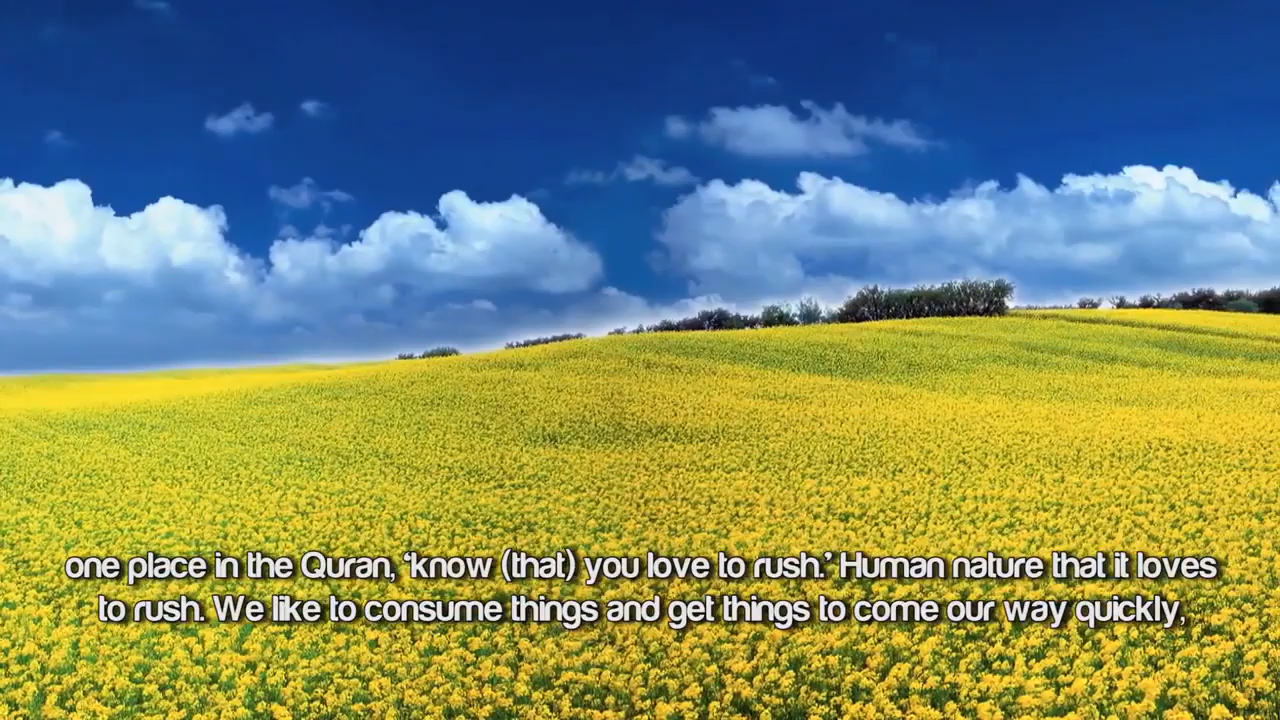 one place in the Quran, ‘know (that) you love to rush.’ Human nature that it loves
to rush. We like to consume things and get things to come our way quickly,